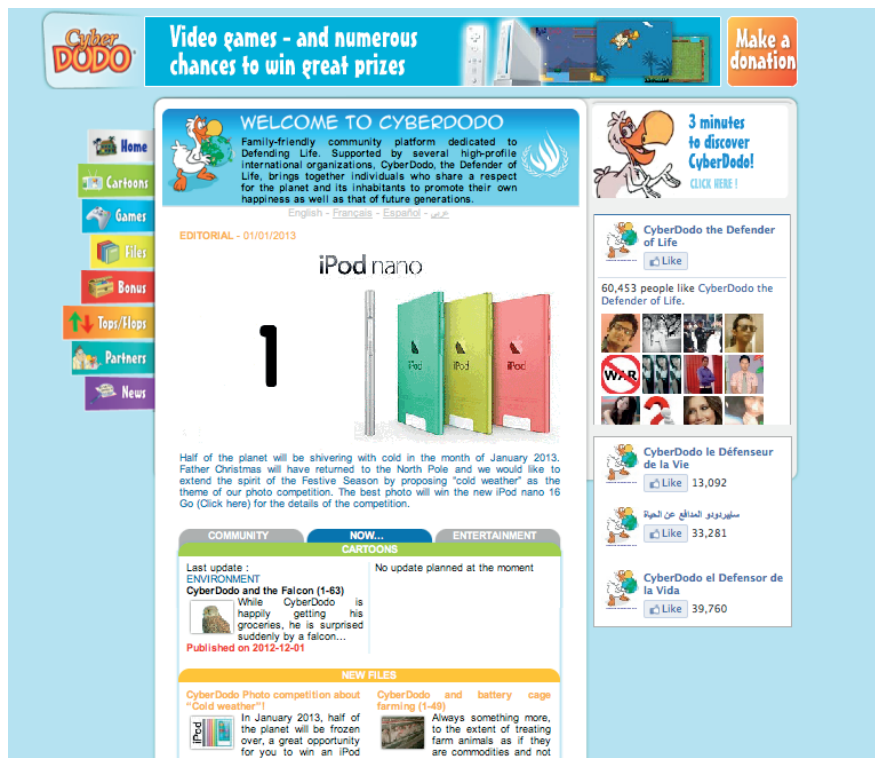 Cyber
DODO
Video games - and numerous
chances to win great prizes
Make a
donation
Home
Cartoons
Games
Files
Bonus
Tops/Flops
Partners
News
WELCOME TO CYBERDODO
Family-friendly community platform dedicated to
Defending Life. Supported by several high-profile
international organizations, CyberDodo, the Defender of
Life, brings together individuals who share a respect
for the planet and its inhabitants to promote their own
happiness as well as that of future generations.
English - Français - Español - عربي
EDITORIAL - 01/01/2013
iPod nano
1
iPod
iPod
iPod
Half of the planet will be shivering with cold in the month of January 2013.
Father Christmas will have returned to the North Pole and we would like to
extend the spirit of the Festive Season by proposing "cold weather" as the
theme of our photo competition. The best photo will win the new iPod nano 16
Go (Click here) for the details of the competition.
COMMUNITY
NOW...
ENTERTAINMENT
CARTOONS
Last update :
ENVIRONMENT
CyberDodo and the Falcon (1-63)
While CyberDodo is
happily getting his
groceries, he is surprised
suddenly by a falcon...
Published on 2012-12-01
No update planned at the moment
NEW FILES
CyberDodo Photo competition about
"Cold weather"!
iPod
In January 2013, half of
the planet will be frozen
over, a great opportunity
for you to win an iPod
CyberDodo and battery cage
farming (1-49)
Always something more,
to the extent of treating
farm animals as if they
are commodities and not
3 minutes
to discover
CyberDodo!
CLICK HERE !
CyberDodo the Defender
of Life
Like
60,453 people like CyberDodo the
Defender of Life.
WAR
CyberDodo le Défenseur
de la Vie
Like 13,092
سايبردودو المدافع عن الحياة
Like 33,281
CyberDodo el Defensor de
la Vida
Like 39,760